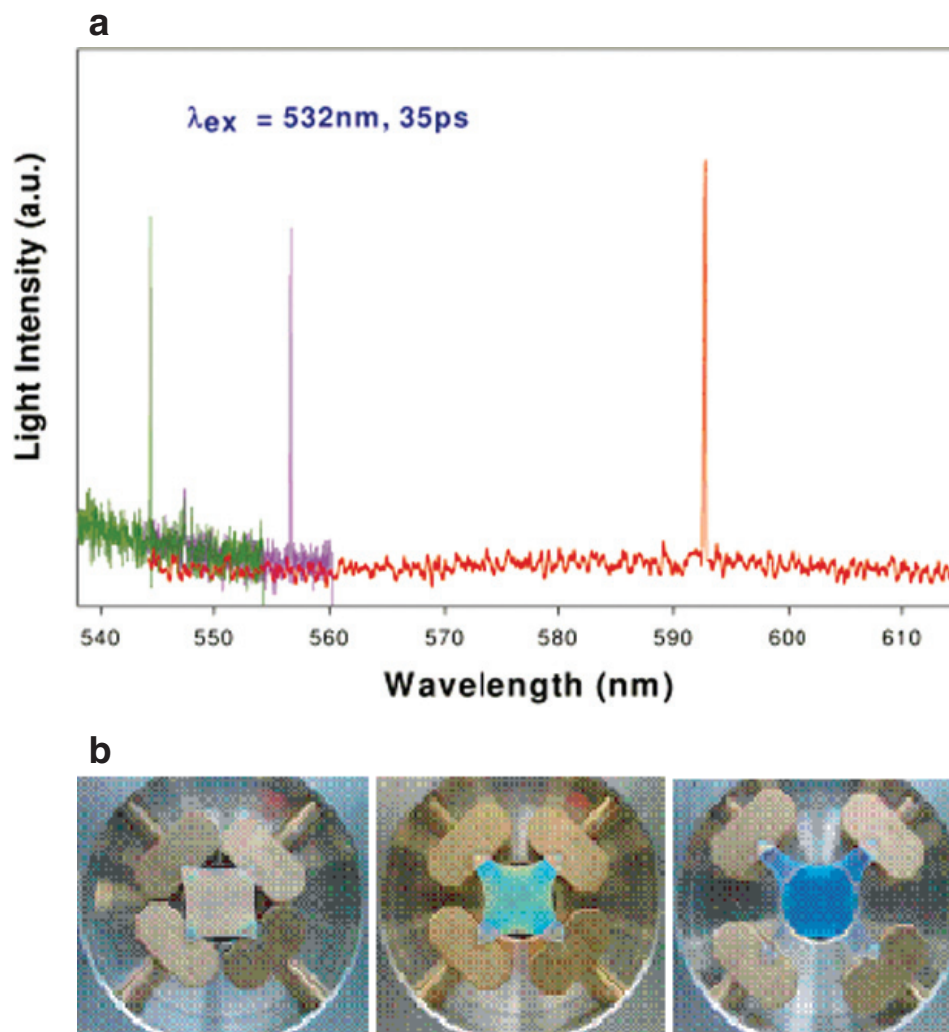 a
λex = 532nm, 35ps
Light Intensity (a.u.)
540 550 560 570 580 590 600 610
Wavelength (nm)
b